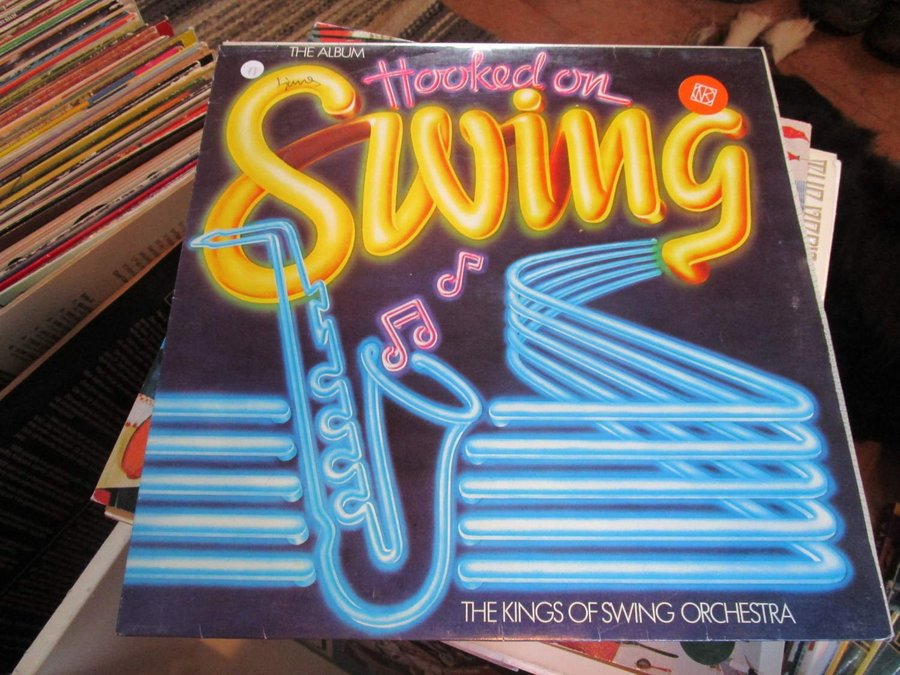 THE ALBUM
Hooked on
Swing
THE KINGS OF SWING ORCHESTRA